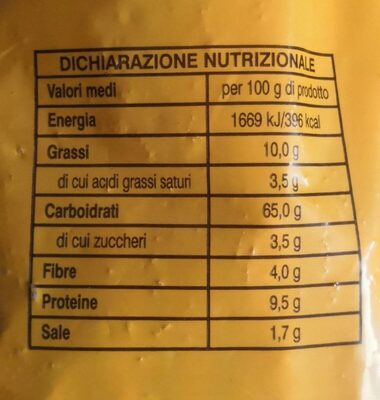 DICHIARAZIONE NUTRIZIONALE
Valori medi per 100 g di prodotto
Energia 1669 kJ/396 kcal
Grassi 10,0 g
di cui acidi grassi saturi 3,5 g
Carboidrati 65,0 g
di cui zuccheri 3,5 g
Fibre 4,0 g
Proteine 9,5 g
Sale 1,7 g